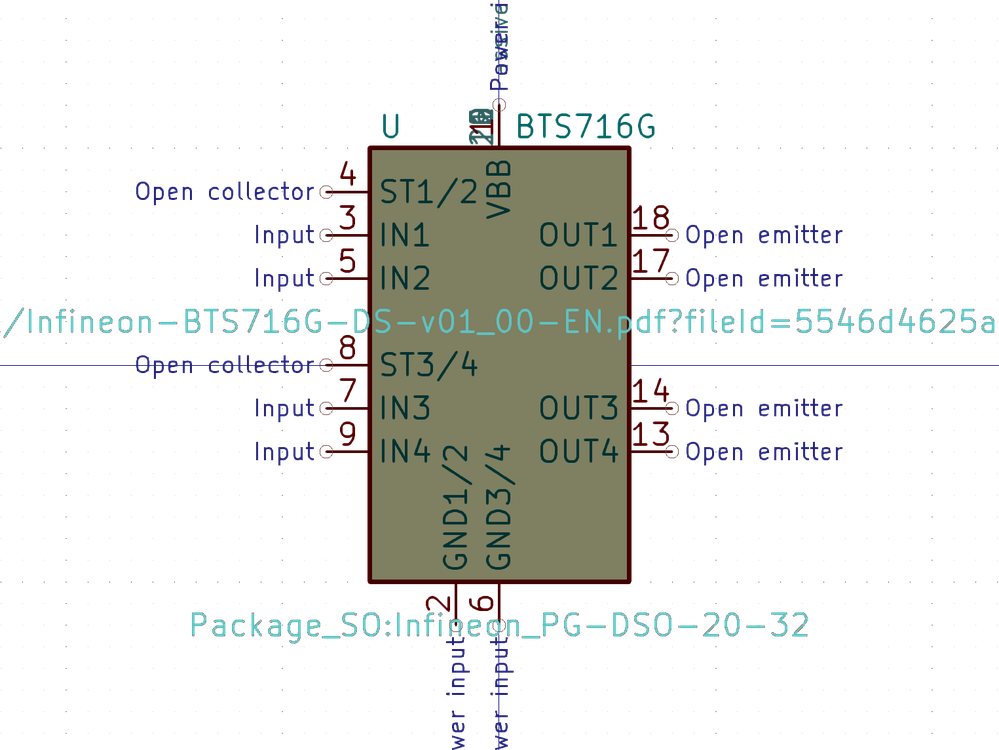 U BTS716G
VBB
4 ST1/2 Open collector
3 IN1 Input
5 IN2 Input
OUT1 18 Open emitter
OUT2 17 Open emitter
/Infineon-BTS716G-DS-v01_00-EN.pdf?fileId=5546d4625a
8 ST3/4 Open collector
7 IN3 Input
9 IN4 Input
OUT3 14 Open emitter
OUT4 13 Open emitter
GND1/2 2
GND3/4 6
Package_SO:Infineon_PG-DSO-20-32
wer input
wer input